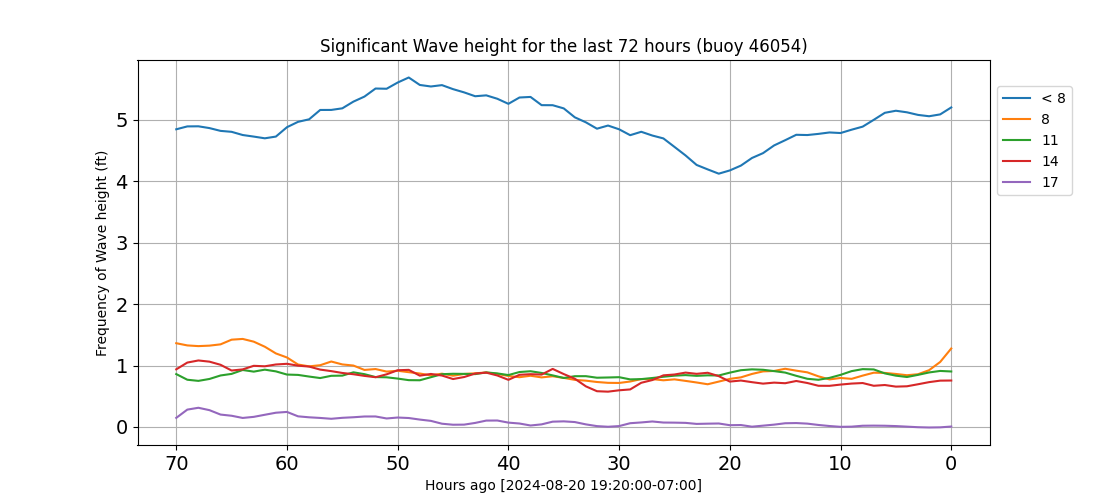 Significant Wave height for the last 72 hours (buoy 46054)
Frequency of Wave height (ft)
5
4
3
2
1
0
70 60 50 40 30 20 10 0
Hours ago [2024-08-20 19:20:00-07:00]
< 8
8
11
14
17